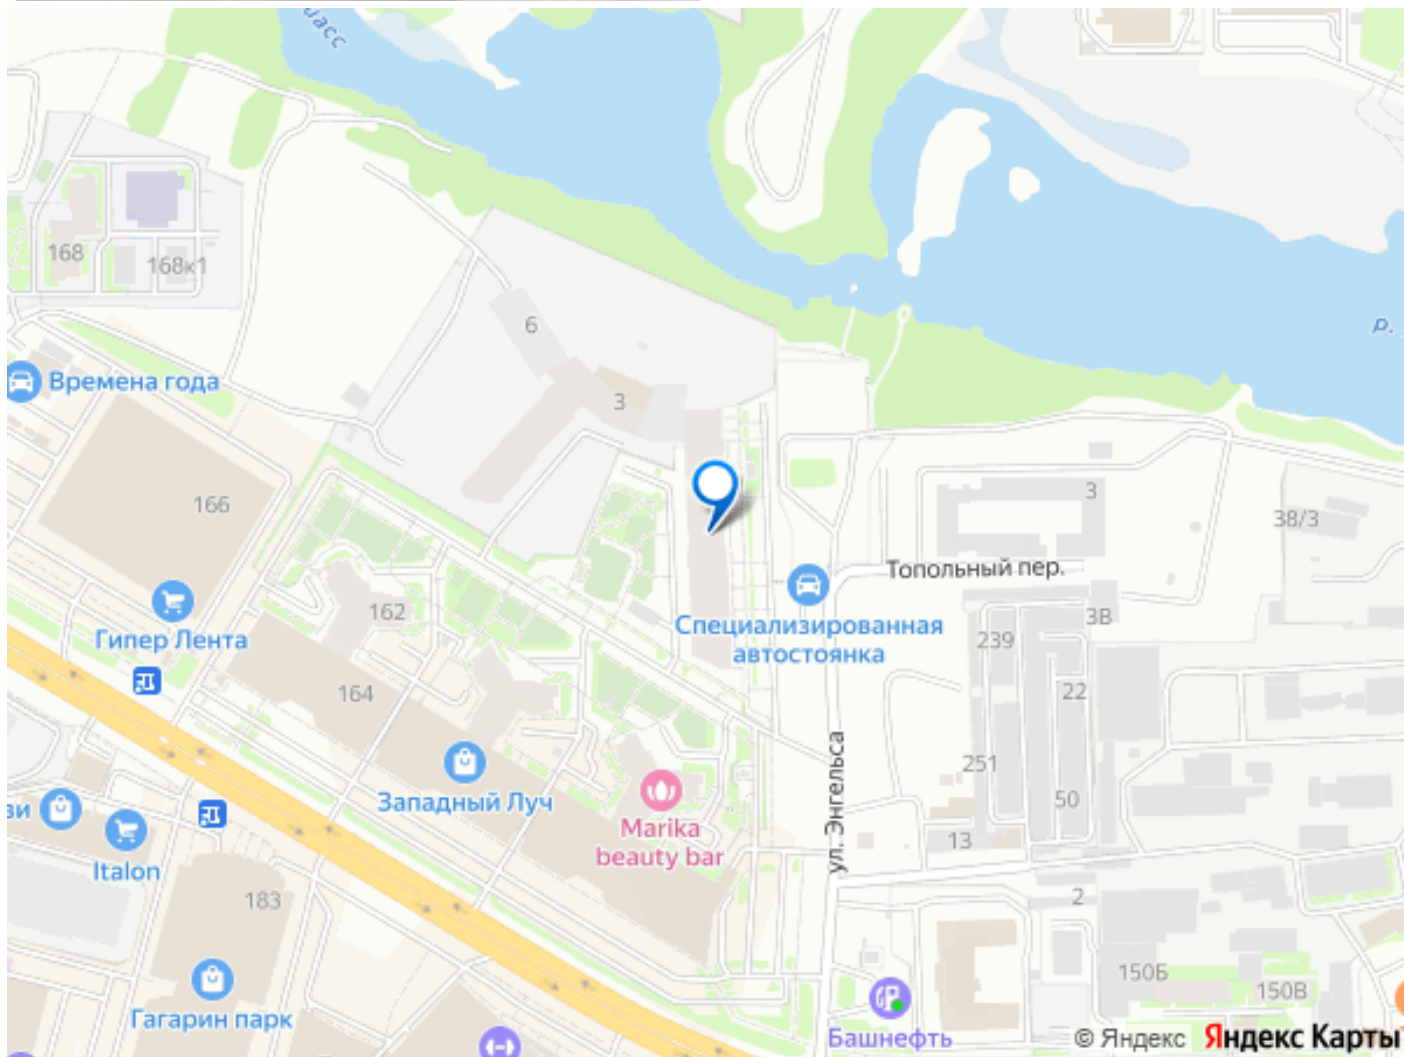 168
168к1
6
3
р.
Времена года
166
3
38/3
Топольный пер.
Гипер Лента
162
Специализированная
автостоянка
3В
239
22
164
ул. Энгельса
251
Западный Луч
50
зи
Marika
beauty bar
Italon
13
183
2
150Б
150В
Гагарин парк
Башнефть
© Яндекс Яндекс Карты